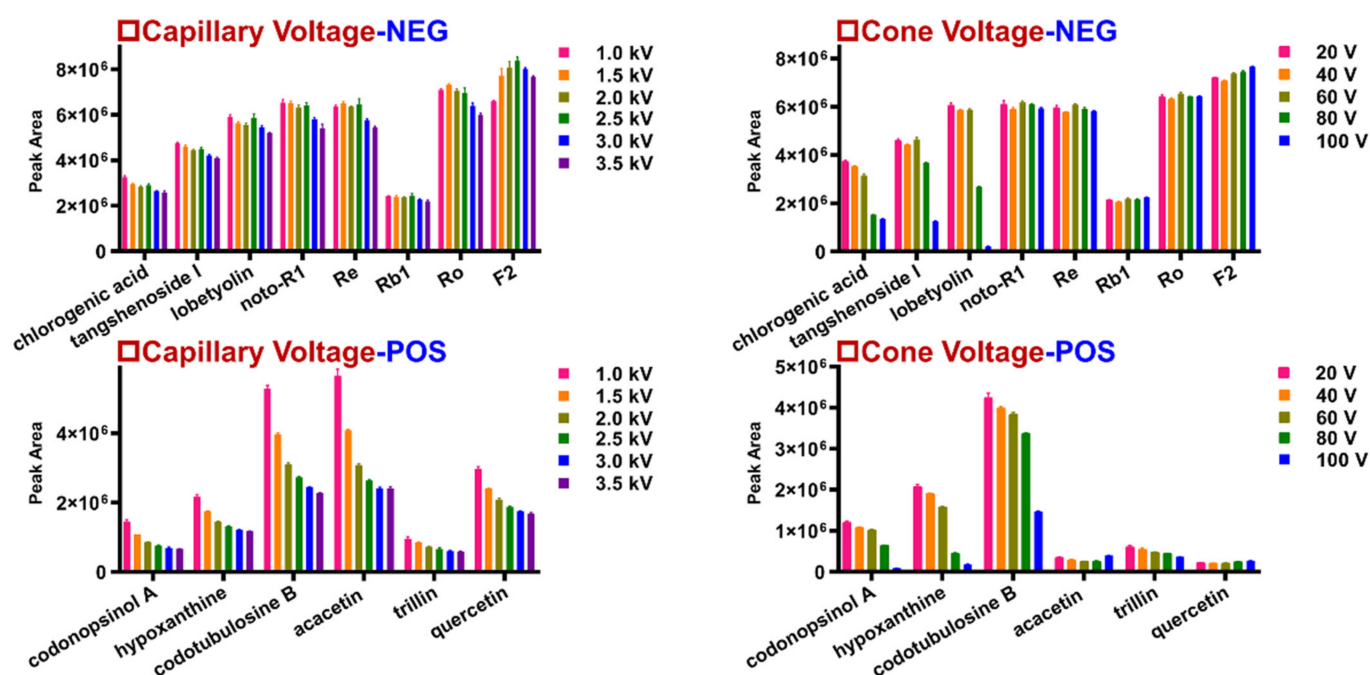 □Capillary Voltage-NEG
Peak Area
8×10⁶
6×10⁶
4×10⁶
2×10⁶
0
chlorogenic acid
tangshenoside I
lobetyolin
noto-R1
Re
Rb1
Ro
F2
1.0 kV
1.5 kV
2.0 kV
2.5 kV
3.0 kV
3.5 kV
□Cone Voltage-NEG
Peak Area
8×10⁶
6×10⁶
4×10⁶
2×10⁶
0
chlorogenic acid
tangshenoside I
lobetyolin
noto-R1
Re
Rb1
Ro
F2
20 V
40 V
60 V
80 V
100 V
□Capillary Voltage-POS
Peak Area
4×10⁶
2×10⁶
0
codonopsinol A
hypoxanthine
codotubulosine B
acacetin
trillin
quercetin
1.0 kV
1.5 kV
2.0 kV
2.5 kV
3.0 kV
3.5 kV
□Cone Voltage-POS
Peak Area
5×10⁶
4×10⁶
3×10⁶
2×10⁶
1×10⁶
0
codonopsinol A
hypoxanthine
codotubulosine B
acacetin
trillin
quercetin
20 V
40 V
60 V
80 V
100 V